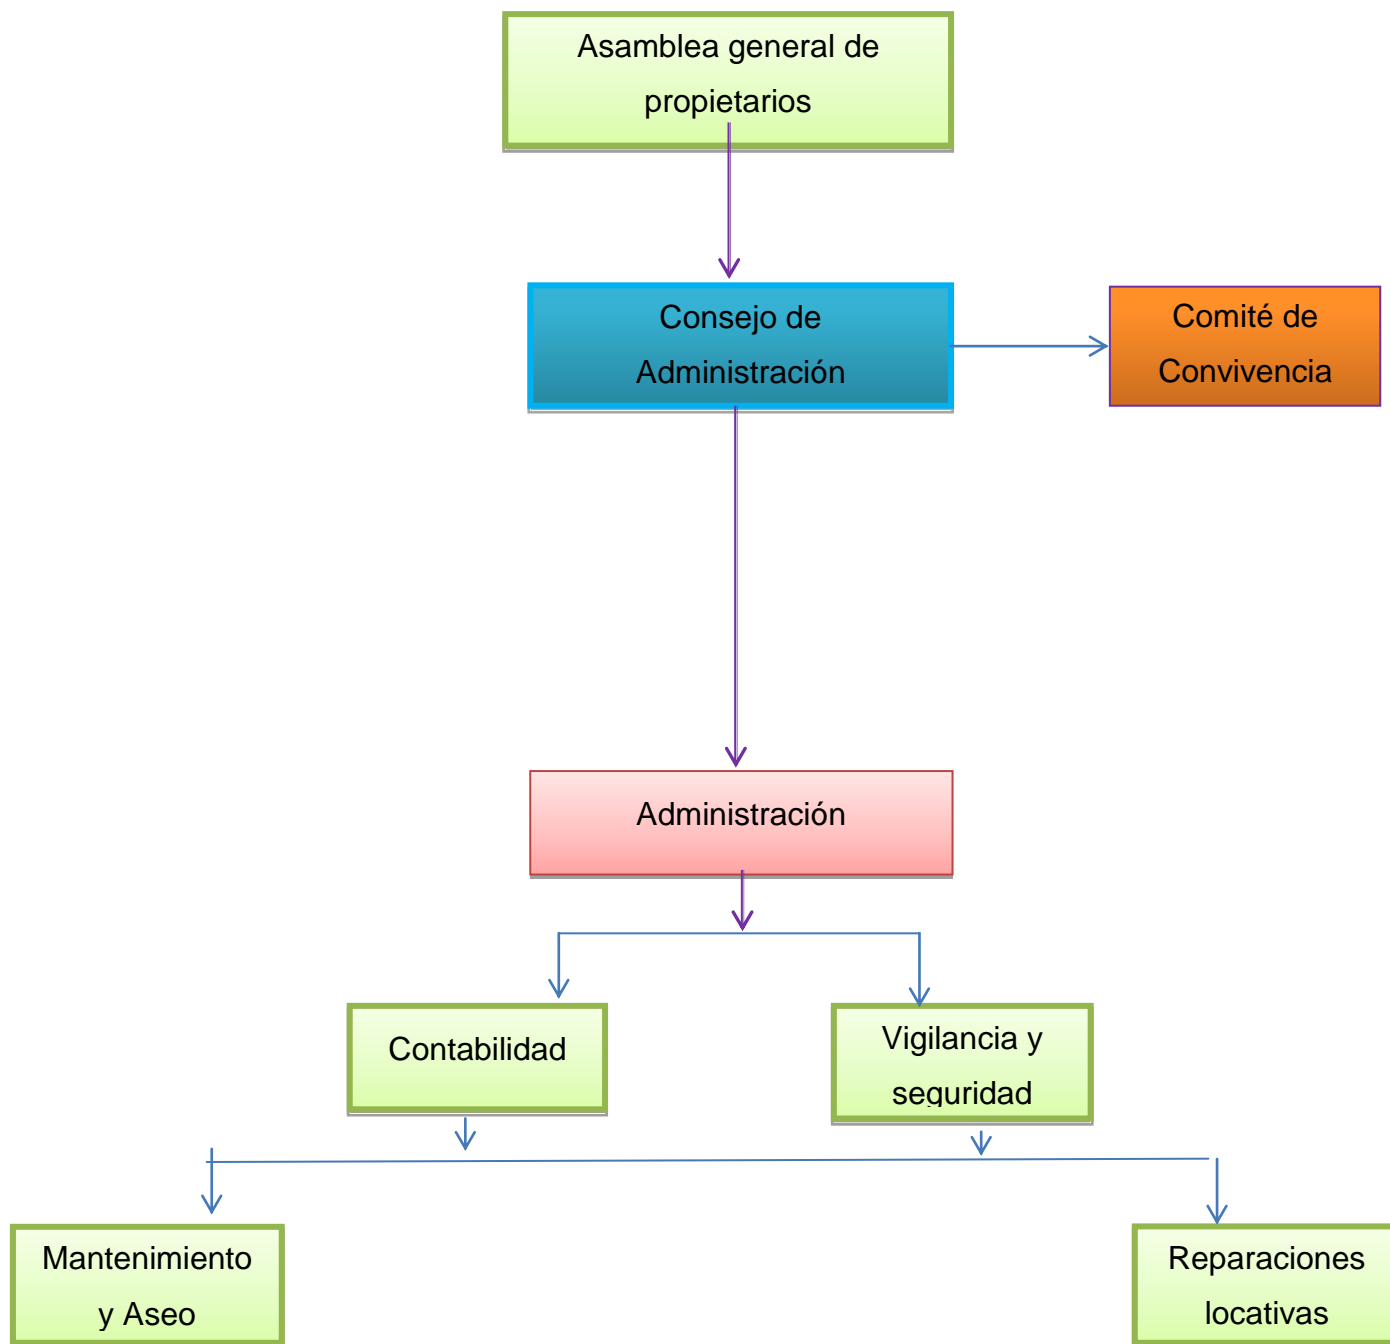 Asamblea general de
propietarios
Consejo de
Administración
Comité de
Convivencia
Administración
Contabilidad
Vigilancia y
seguridad
Mantenimiento
y Aseo
Reparaciones
locativas